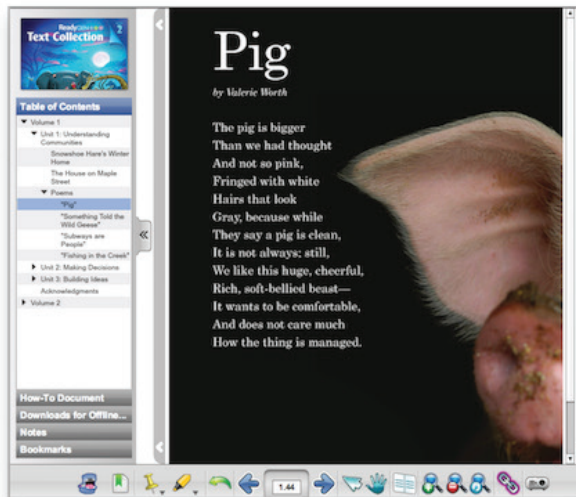 ReadyGEN
Text Collection
2
Table of Contents
Volume 1
Unit 1: Understanding
Communities
Snowshoe Hare's Winter
Home
The House on Maple
Street
Poems
"Pig"
"Something Told the
Wild Geese"
"Subways are
People"
"Fishing in the Creek"
Unit 2: Making Decisions
Unit 3: Building Ideas
Acknowledgments
Volume 2
How-To Document
Downloads for Offline...
Notes
Bookmarks
Pig
by Valerie Worth
The pig is bigger
Than we had thought
And not so pink,
Fringed with white
Hairs that look
Gray, because while
They say a pig is clean,
It is not always; still,
We like this huge, cheerful,
Rich, soft-bellied beast—
It wants to be comfortable,
And does not care much
How the thing is managed.
1.44